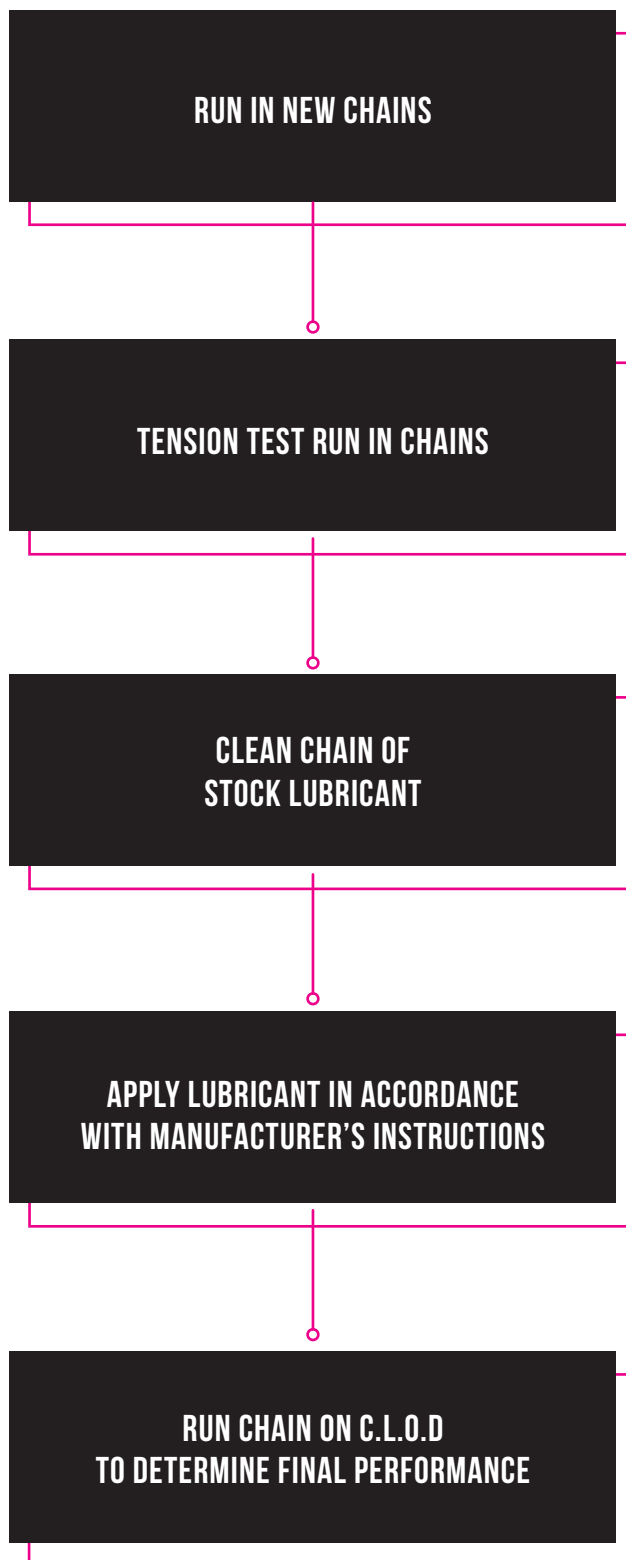 RUN IN NEW CHAINS
TENSION TEST RUN IN CHAINS
CLEAN CHAIN OF
STOCK LUBRICANT
APPLY LUBRICANT IN ACCORDANCE
WITH MANUFACTURER’S INSTRUCTIONS
RUN CHAIN ON C.L.O.D
TO DETERMINE FINAL PERFORMANCE